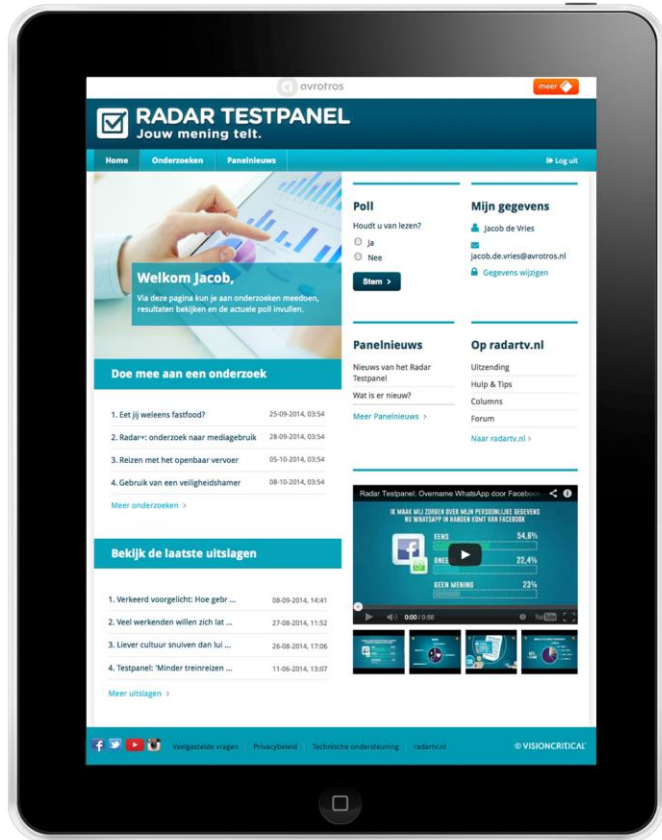 avrotros
meer
RADAR TESTPANEL
Jouw mening telt.
Home Onderzoeken Panelnieuws Log uit
Welkom Jacob,
Via deze pagina kun je aan onderzoeken meedoen,
resultaten bekijken en de actuele poll invullen.
Doe mee aan een onderzoek
1. Eet jij weleens fastfood? 25-09-2014, 03:54
2. Radar+: onderzoek naar mediagebruik 28-09-2014, 03:54
3. Reizen met het openbaar vervoer 05-10-2014, 03:54
4. Gebruik van een veiligheidshamer 08-10-2014, 03:54
Meer onderzoeken >
Bekijk de laatste uitslagen
1. Verkeerd voorgelicht: Hoe gebr ... 08-09-2014, 14:41
2. Veel werkenden willen zich lat ... 27-08-2014, 11:52
3. Liever cultuur snuiven dan lui ... 26-08-2014, 17:06
4. Testpanel: 'Minder treinreizen ... 11-06-2014, 13:07
Meer uitslagen >
Poll
Houdt u van lezen?
Ja
Nee
Stem >
Mijn gegevens
Jacob de Vries
jacob.de.vries@avrotros.nl
Gegevens wijzigen
Panelnieuws
Nieuws van het Radar
Testpanel
Wat is er nieuw?
Meer Panelnieuws >
Op radartv.nl
Uitzending
Hulp & Tips
Columns
Forum
Naar radartv.nl >
Radar Testpanel: Overname WhatsApp door Facebook
IK MAAK MIJ ZORGEN OVER MIJN PERSOONLIJKE GEGEVENS
NU WHATSAPP IN HANDEN KOMT VAN FACEBOOK
EENS 54,6%
22,4%
GEEN MENING 23%
0:00 / 0:58 YouTube
Veelgestelde vragen Privacybeleid Technische ondersteuning radartv.nl
© VISIONCRITICAL